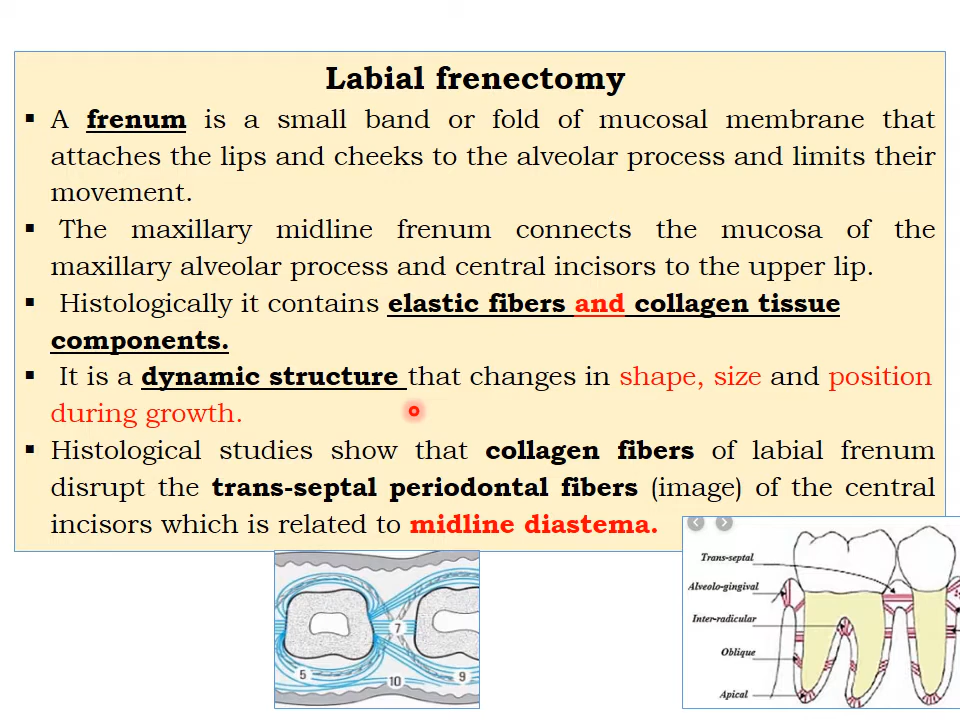 Labial frenectomy
▪ A frenum is a small band or fold of mucosal membrane that
attaches the lips and cheeks to the alveolar process and limits their
movement.
▪ The maxillary midline frenum connects the mucosa of the
maxillary alveolar process and central incisors to the upper lip.
▪ Histologically it contains elastic fibers and collagen tissue
components.
▪ It is a dynamic structure that changes in shape, size and position
during growth.
▪ Histological studies show that collagen fibers of labial frenum
disrupt the trans-septal periodontal fibers (image) of the central
incisors which is related to midline diastema.
7
5
10
9
Trans-septal
Alveolo-gingival
Inter-radicular
Oblique
Apical